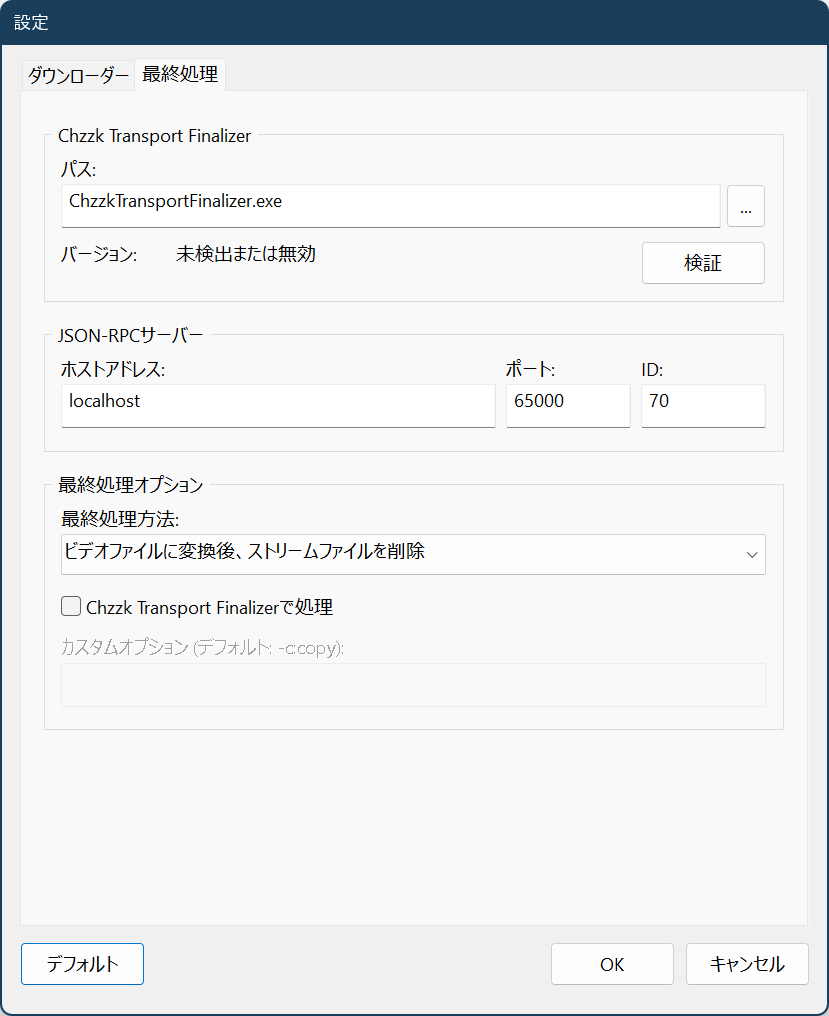 設定
ダウンローダー 最終処理
Chzzk Transport Finalizer
パス:
ChzzkTransportFinalizer.exe ...
バージョン: 未検出または無効 検証
JSON-RPCサーバー
ホストアドレス: ポート: ID:
localhost 65000 70
最終処理オプション
最終処理方法:
ビデオファイルに変換後、ストリームファイルを削除
Chzzk Transport Finalizerで処理
カスタムオプション (デフォルト: -c:copy):
デフォルト OK キャンセル